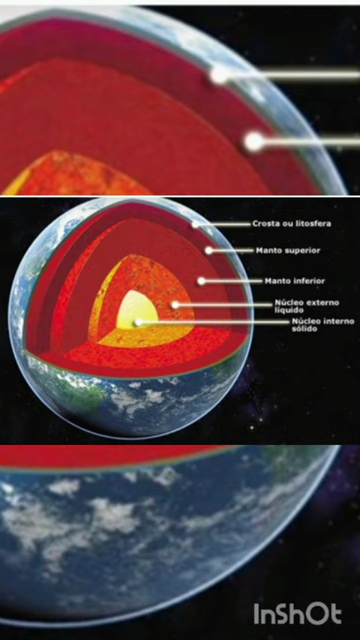 Crosta ou litosfera
Manto superior
Manto inferior
Núcleo externo
líquido
Núcleo interno
sólido
InShOt